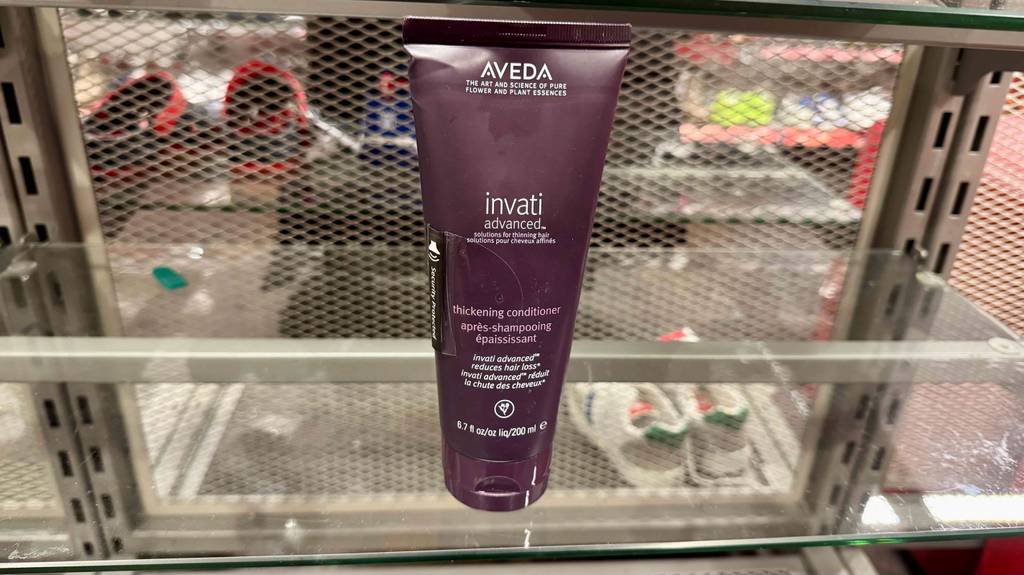 AVEDA
THE ART AND SCIENCE OF PURE
FLOWER AND PLANT ESSENCES
invati
advanced™
solutions for thinning hair
solutions pour cheveux affinés
Security
thickening conditioner
après-shampooing
épaississant
invati advanced™
reduces hair loss*
invati advanced™ réduit
la chute des cheveux*
6.7 fl oz/oz liq/200 ml ℮